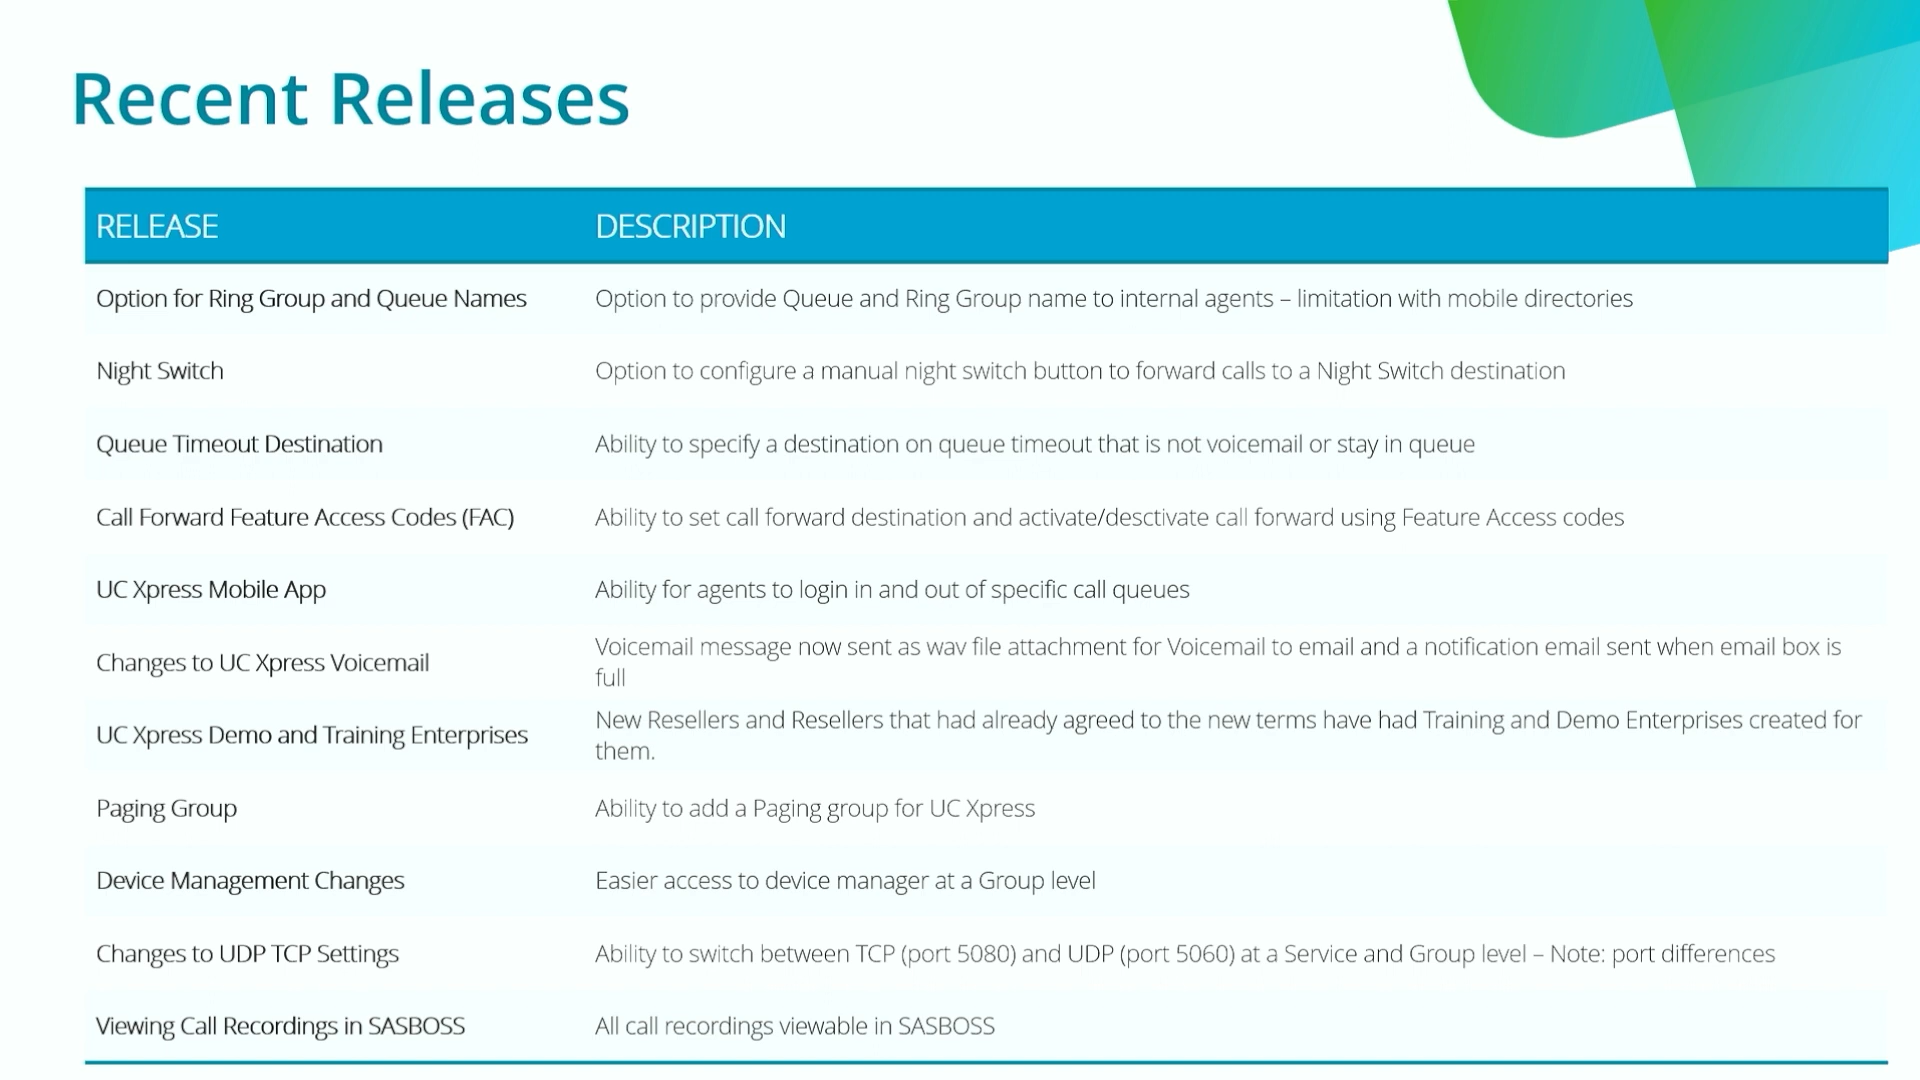 Recent Releases
RELEASE DESCRIPTION
Option for Ring Group and Queue Names Option to provide Queue and Ring Group name to internal agents – limitation with mobile directories
Night Switch Option to configure a manual night switch button to forward calls to a Night Switch destination
Queue Timeout Destination Ability to specify a destination on queue timeout that is not voicemail or stay in queue
Call Forward Feature Access Codes (FAC) Ability to set call forward destination and activate/desctivate call forward using Feature Access codes
UC Xpress Mobile App Ability for agents to login in and out of specific call queues
Changes to UC Xpress Voicemail Voicemail message now sent as wav file attachment for Voicemail to email and a notification email sent when email box is
full
UC Xpress Demo and Training Enterprises New Resellers and Resellers that had already agreed to the new terms have had Training and Demo Enterprises created for
them.
Paging Group Ability to add a Paging group for UC Xpress
Device Management Changes Easier access to device manager at a Group level
Changes to UDP TCP Settings Ability to switch between TCP (port 5080) and UDP (port 5060) at a Service and Group level – Note: port differences
Viewing Call Recordings in SASBOSS All call recordings viewable in SASBOSS